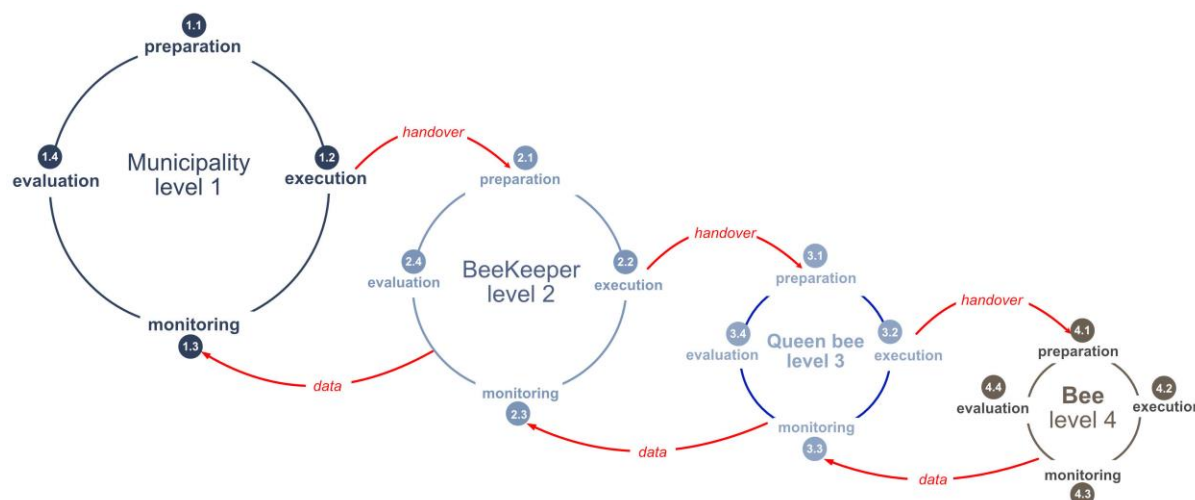 1.1
preparation
1.4
evaluation
Municipality
level 1
1.2
execution
monitoring
1.3
handover
data
2.1
preparation
2.4
evaluation
BeeKeeper
level 2
2.2
execution
monitoring
2.3
handover
data
3.1
preparation
3.4
evaluation
Queen bee
level 3
3.2
execution
monitoring
3.3
handover
data
4.1
preparation
4.4
evaluation
Bee
level 4
4.2
execution
monitoring
4.3